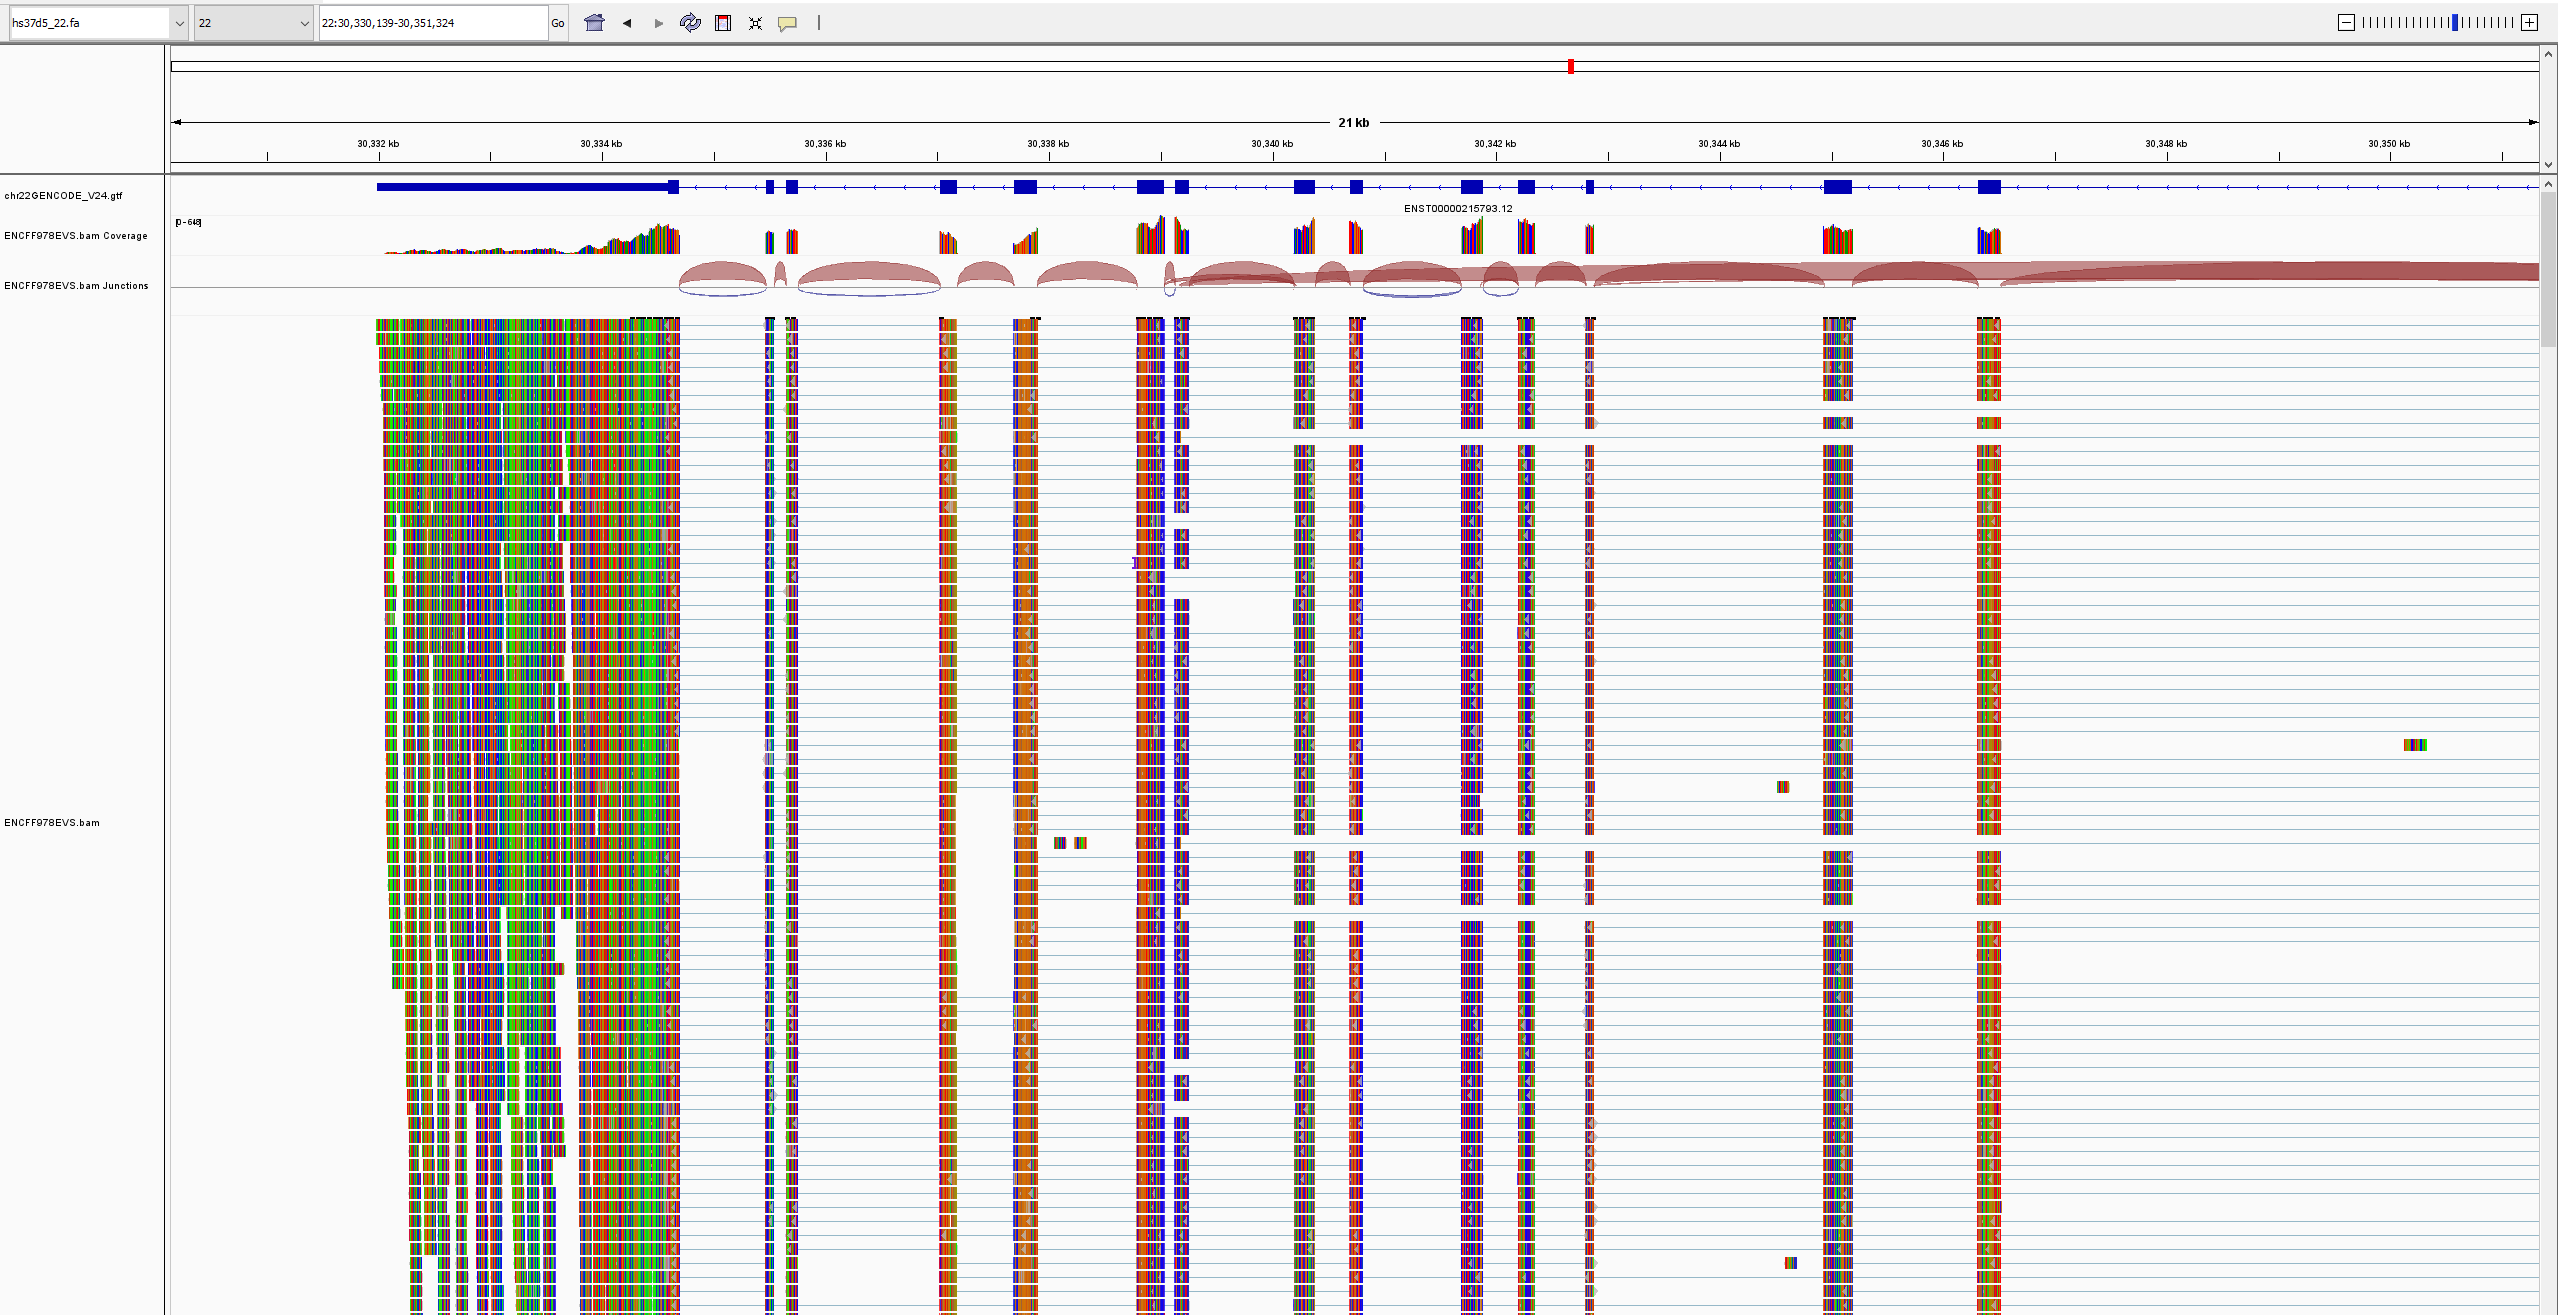 hs37d5_22.fa 22 22:30,330,139-30,351,324 Go
21 kb
30,332 kb 30,334 kb 30,336 kb 30,338 kb 30,340 kb 30,342 kb 30,344 kb 30,346 kb 30,348 kb 30,350 kb
chr22GENCODE_V24.gtf
ENST00000215793.12
[0 - 648]
ENCFF978EVS.bam Coverage
ENCFF978EVS.bam Junctions
ENCFF978EVS.bam